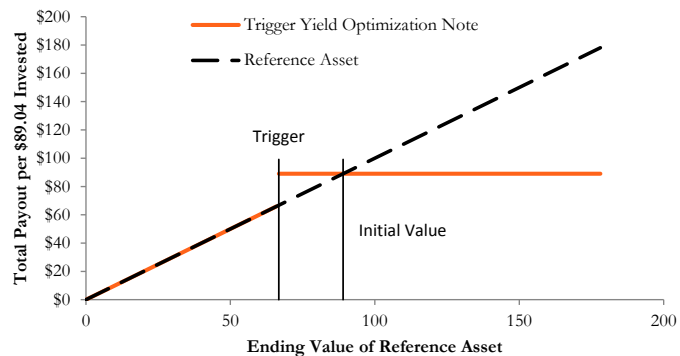 $200
$180
$160
$140
$120
$100
$80
$60
$40
$20
$0
Total Payout per $89.04 Invested
Trigger Yield Optimization Note
Reference Asset
Trigger
Initial Value
0
50
100
150
200
Ending Value of Reference Asset